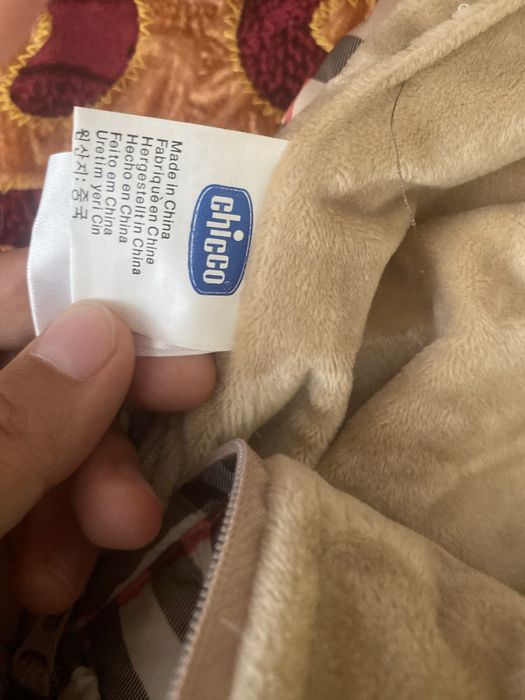 chicco
Made in China
Fabriqué en Chine
Hergestellt in China
Hecho en China
Feito em China
Üretim yeri Çin
원산지: 중국